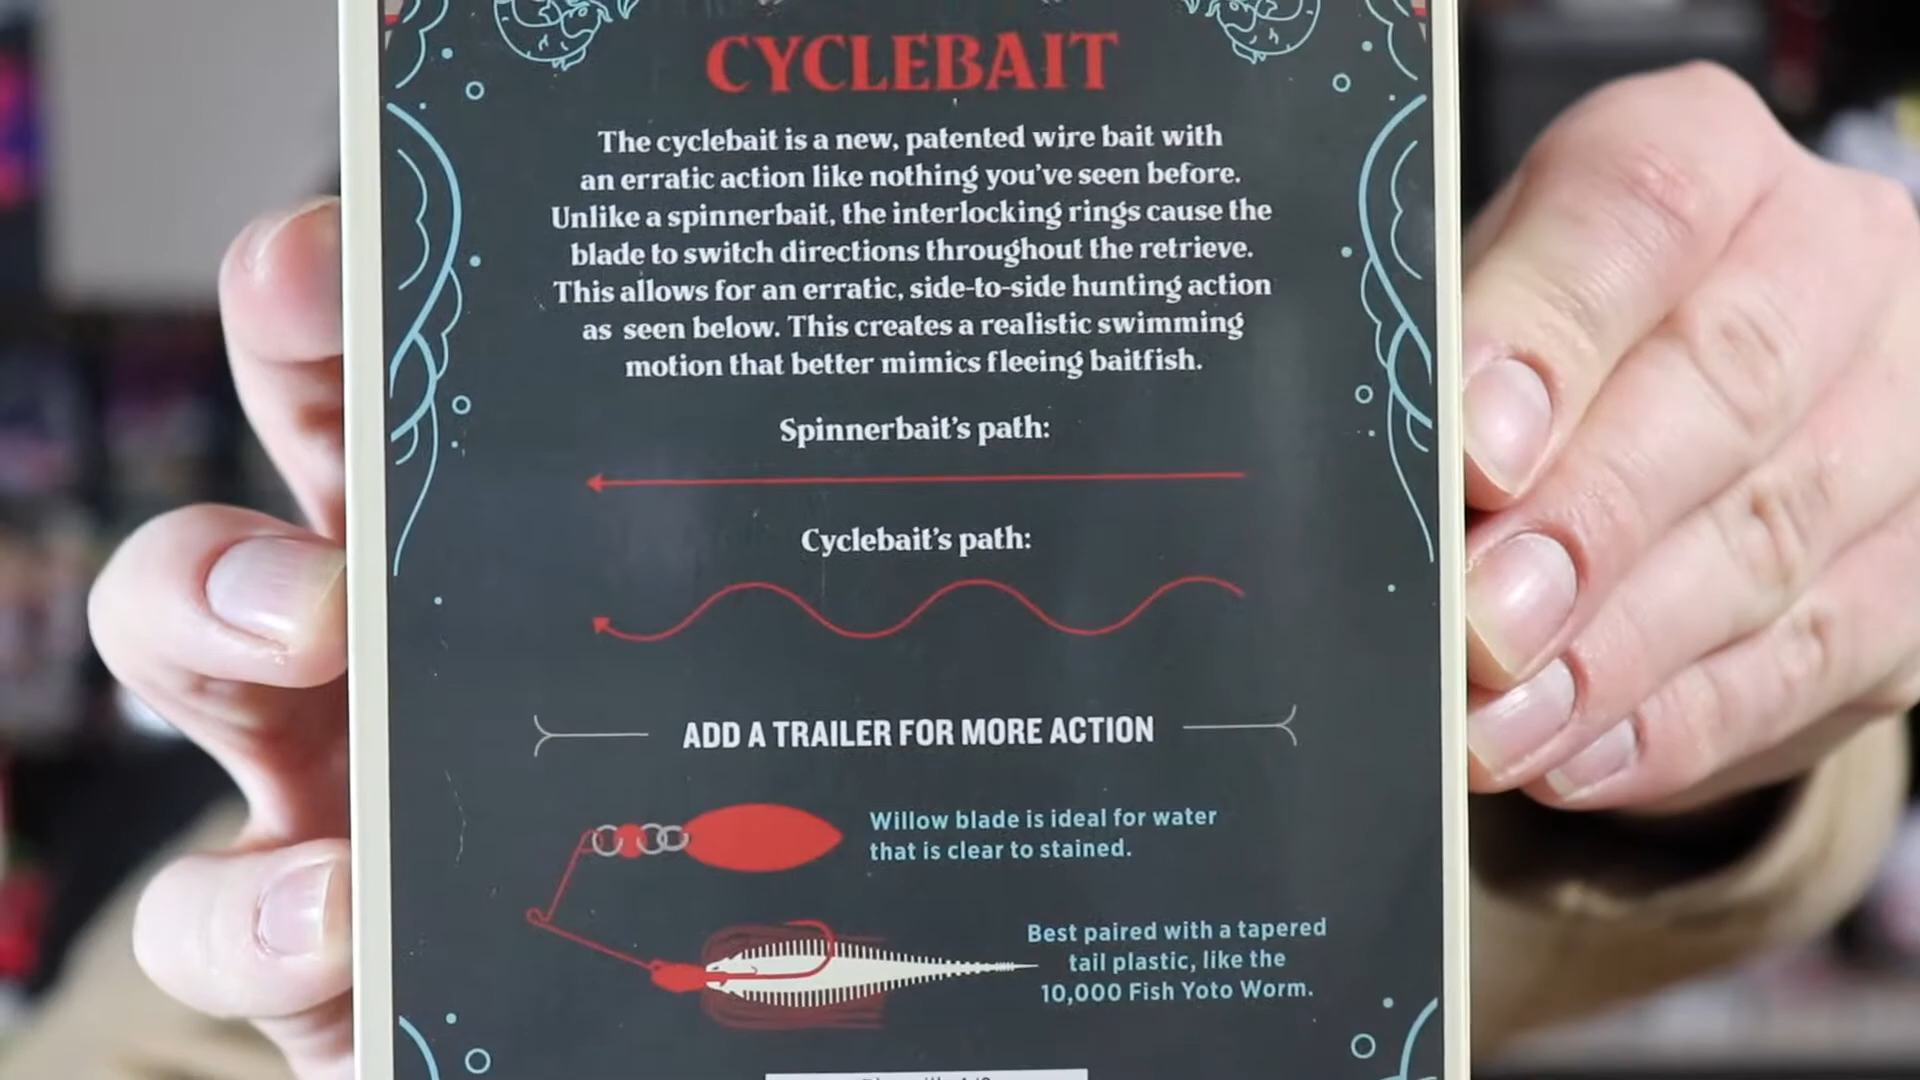 CYCLEBAIT
The cyclebait is a new, patented wire bait with
an erratic action like nothing you've seen before.
Unlike a spinnerbait, the interlocking rings cause the
blade to switch directions throughout the retrieve.
This allows for an erratic, side-to-side hunting action
as seen below. This creates a realistic swimming
motion that better mimics fleeing baitfish.
Spinnerbait's path:
Cyclebait's path:
ADD A TRAILER FOR MORE ACTION
Willow blade is ideal for water
that is clear to stained.
Best paired with a tapered
tail plastic, like the
10,000 Fish Yoto Worm.